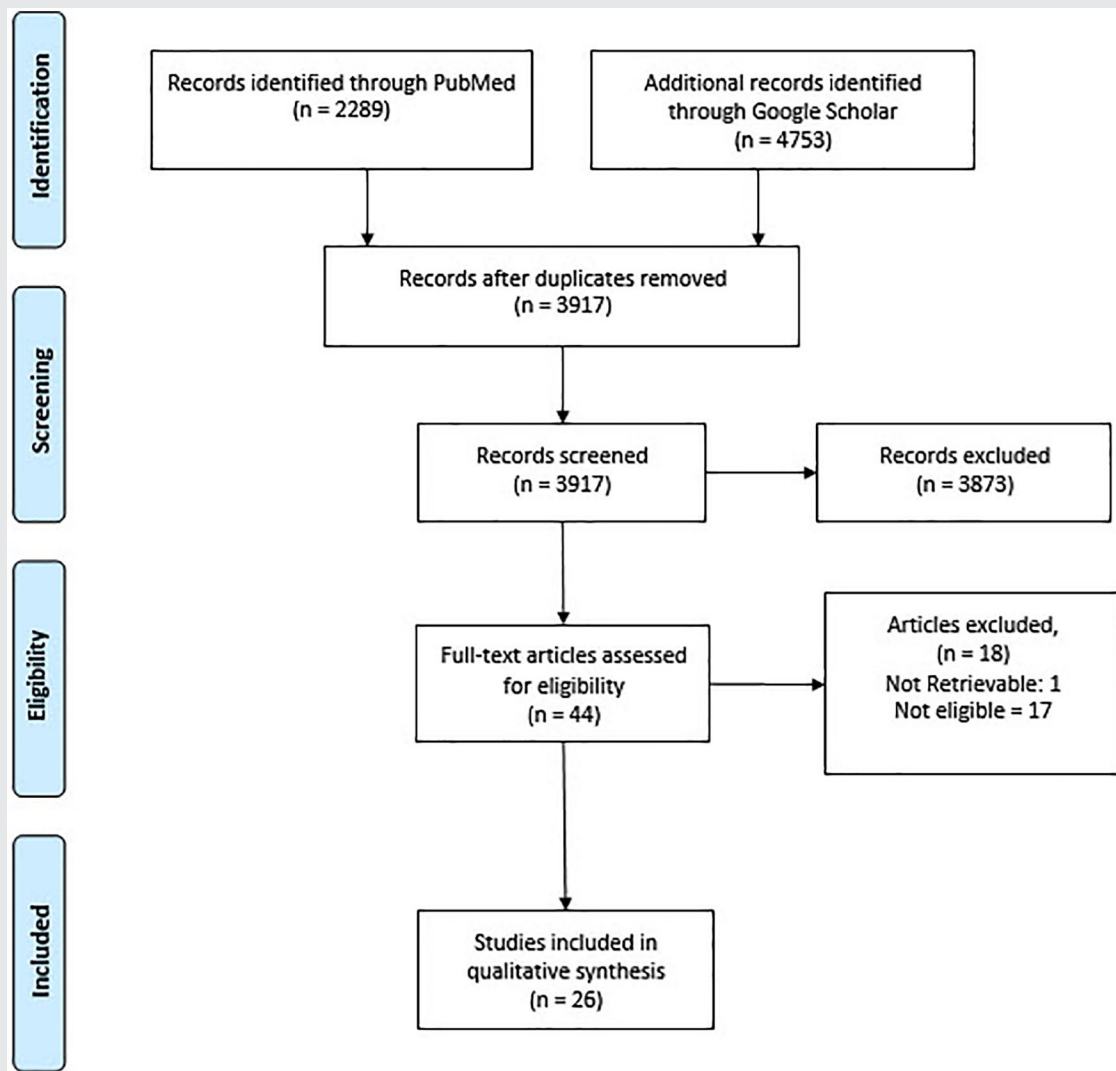 Identification
Records identified through PubMed
(n = 2289)
Additional records identified
through Google Scholar
(n = 4753)
Records after duplicates removed
(n = 3917)
Screening
Records screened
(n = 3917)
Records excluded
(n = 3873)
Eligibility
Full-text articles assessed
for eligibility
(n = 44)
Articles excluded,
(n = 18)
Not Retrievable: 1
Not eligible = 17
Included
Studies included in
qualitative synthesis
(n = 26)